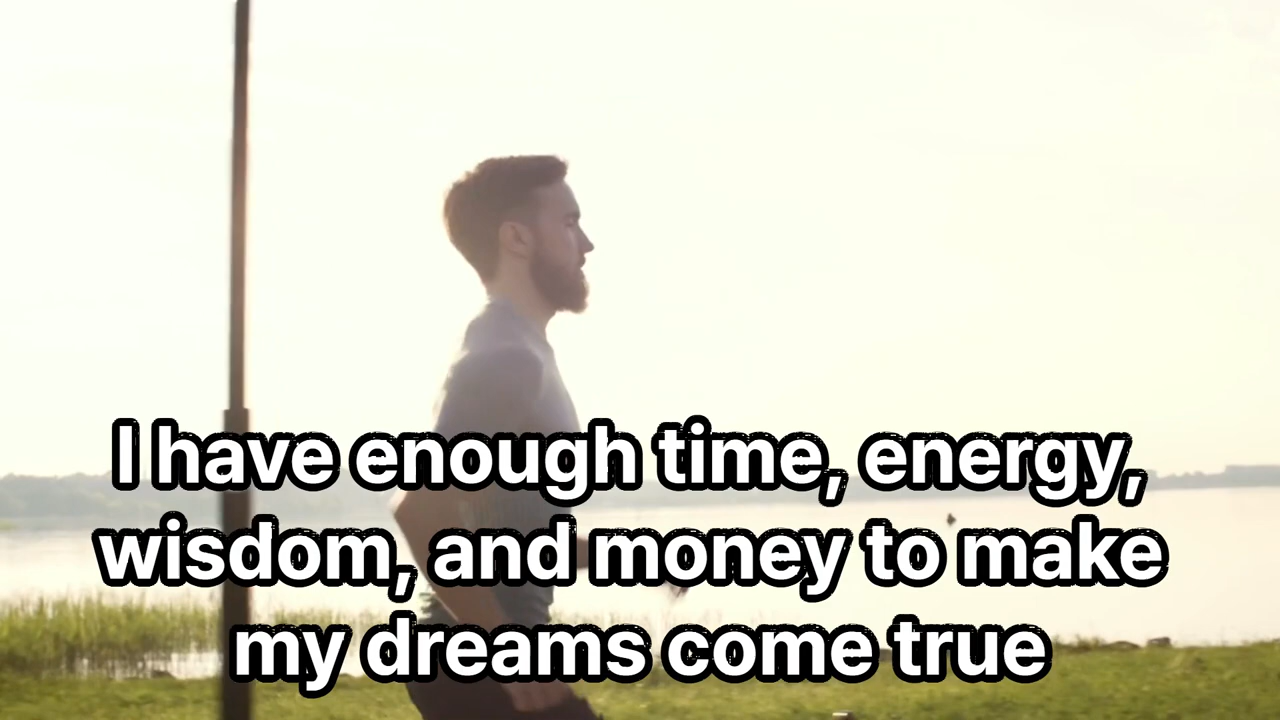 I have enough time, energy,
wisdom, and money to make
my dreams come true